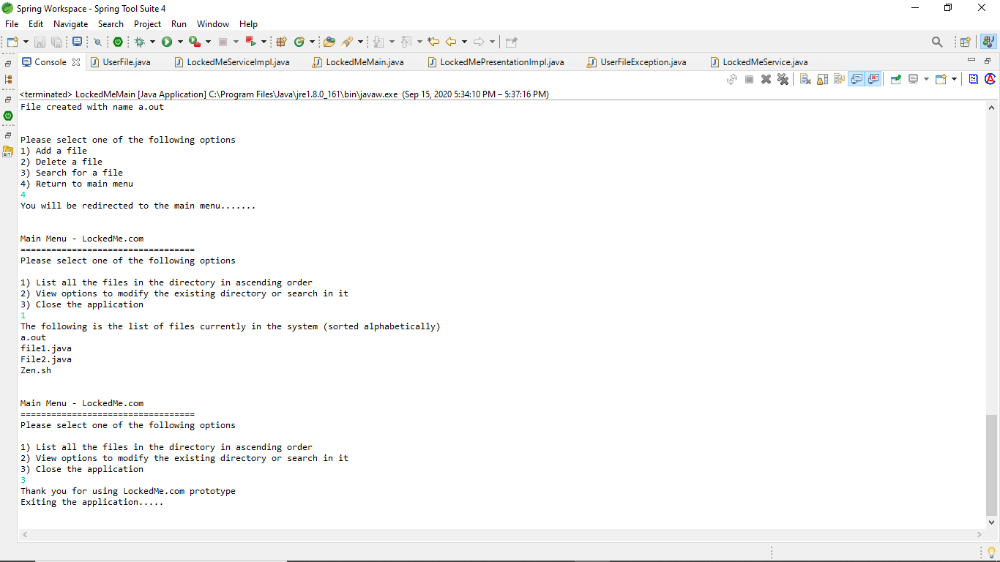 Spring Workspace - Spring Tool Suite 4
File Edit Navigate Search Project Run Window Help
Console UserFile.java LockedMeServiceImpl.java LockedMeMain.java LockedMePresentationImpl.java UserFileException.java LockedMeService.java
<terminated> LockedMeMain [Java Application] C:\Program Files\Java\jre1.8.0_161\bin\javaw.exe (Sep 15, 2020 5:34:10 PM – 5:37:16 PM)
File created with name a.out
Please select one of the following options
1) Add a file
2) Delete a file
3) Search for a file
4) Return to main menu
4
You will be redirected to the main menu.......
Main Menu - LockedMe.com
==================================
Please select one of the following options
1) List all the files in the directory in ascending order
2) View options to modify the existing directory or search in it
3) Close the application
1
The following is the list of files currently in the system (sorted alphabetically)
a.out
file1.java
File2.java
Zen.sh
Main Menu - LockedMe.com
==================================
Please select one of the following options
1) List all the files in the directory in ascending order
2) View options to modify the existing directory or search in it
3) Close the application
3
Thank you for using LockedMe.com prototype
Exiting the application.....
GIT